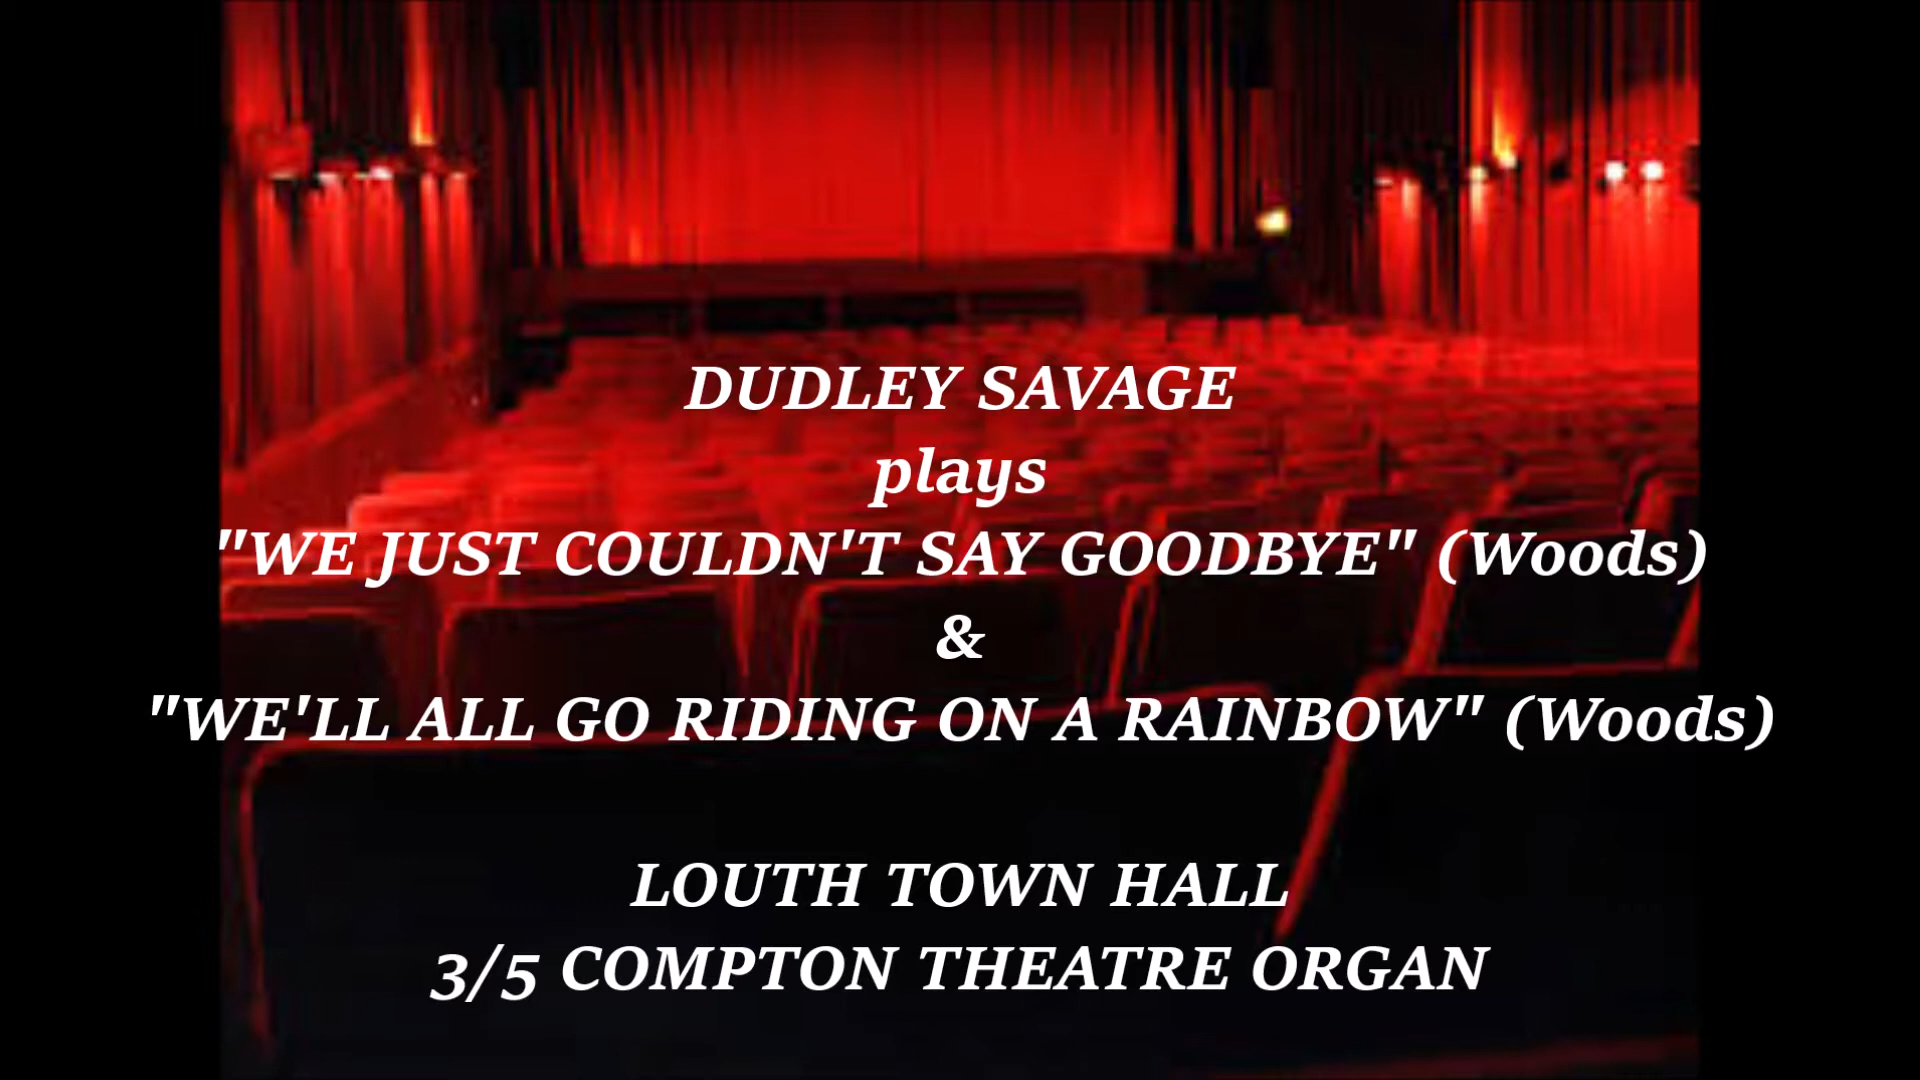 DUDLEY SAVAGE
plays
"WE JUST COULDN'T SAY GOODBYE" (Woods)
&
"WE'LL ALL GO RIDING ON A RAINBOW" (Woods)
LOUTH TOWN HALL
3/5 COMPTON THEATRE ORGAN